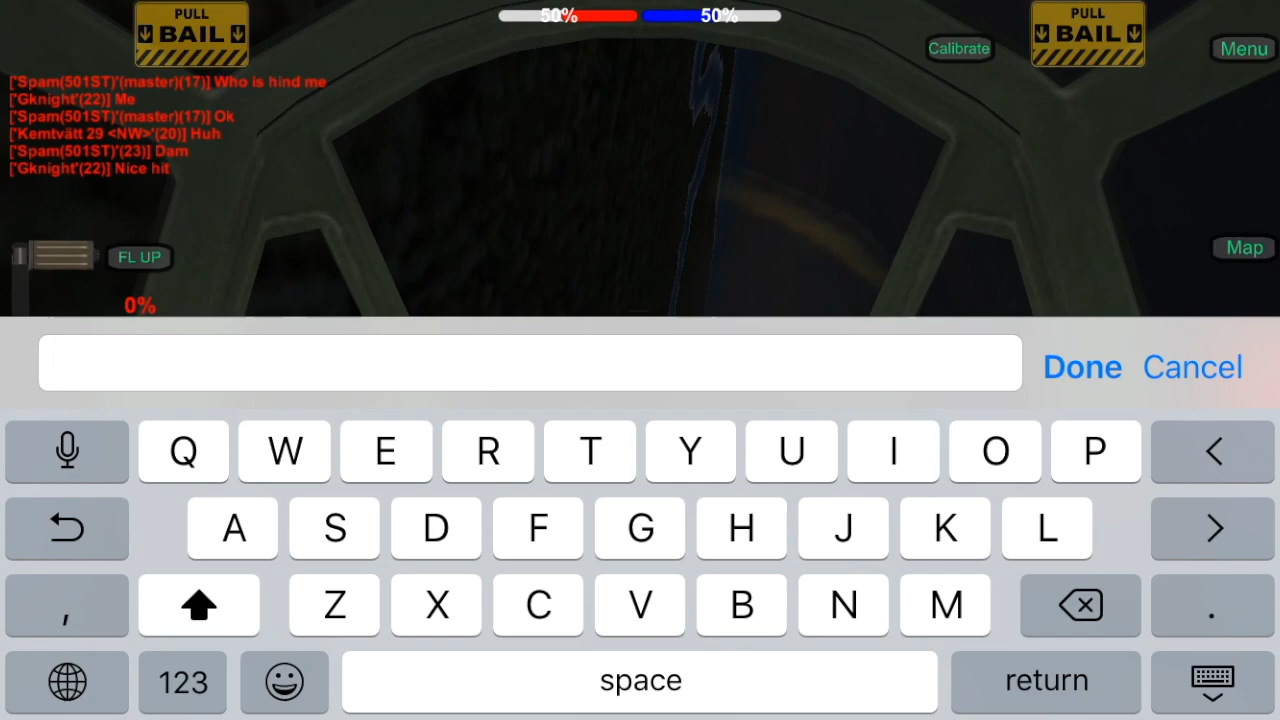 PULL
BAIL
50% 50%
Calibrate
PULL
BAIL
Menu
['Spam(501ST)'(master)(17)] Who is hind me
['Gknight'(22)] Me
['Spam(501ST)'(master)(17)] Ok
['Kemtvätt 29 <NW>'(20)] Huh
['Spam(501ST)'(23)] Dam
['Gknight'(22)] Nice hit
FL UP
Map
0%
Done Cancel
Q W E R T Y U I O P <
A S D F G H J K L >
, Z X C V B N M .
123 space return